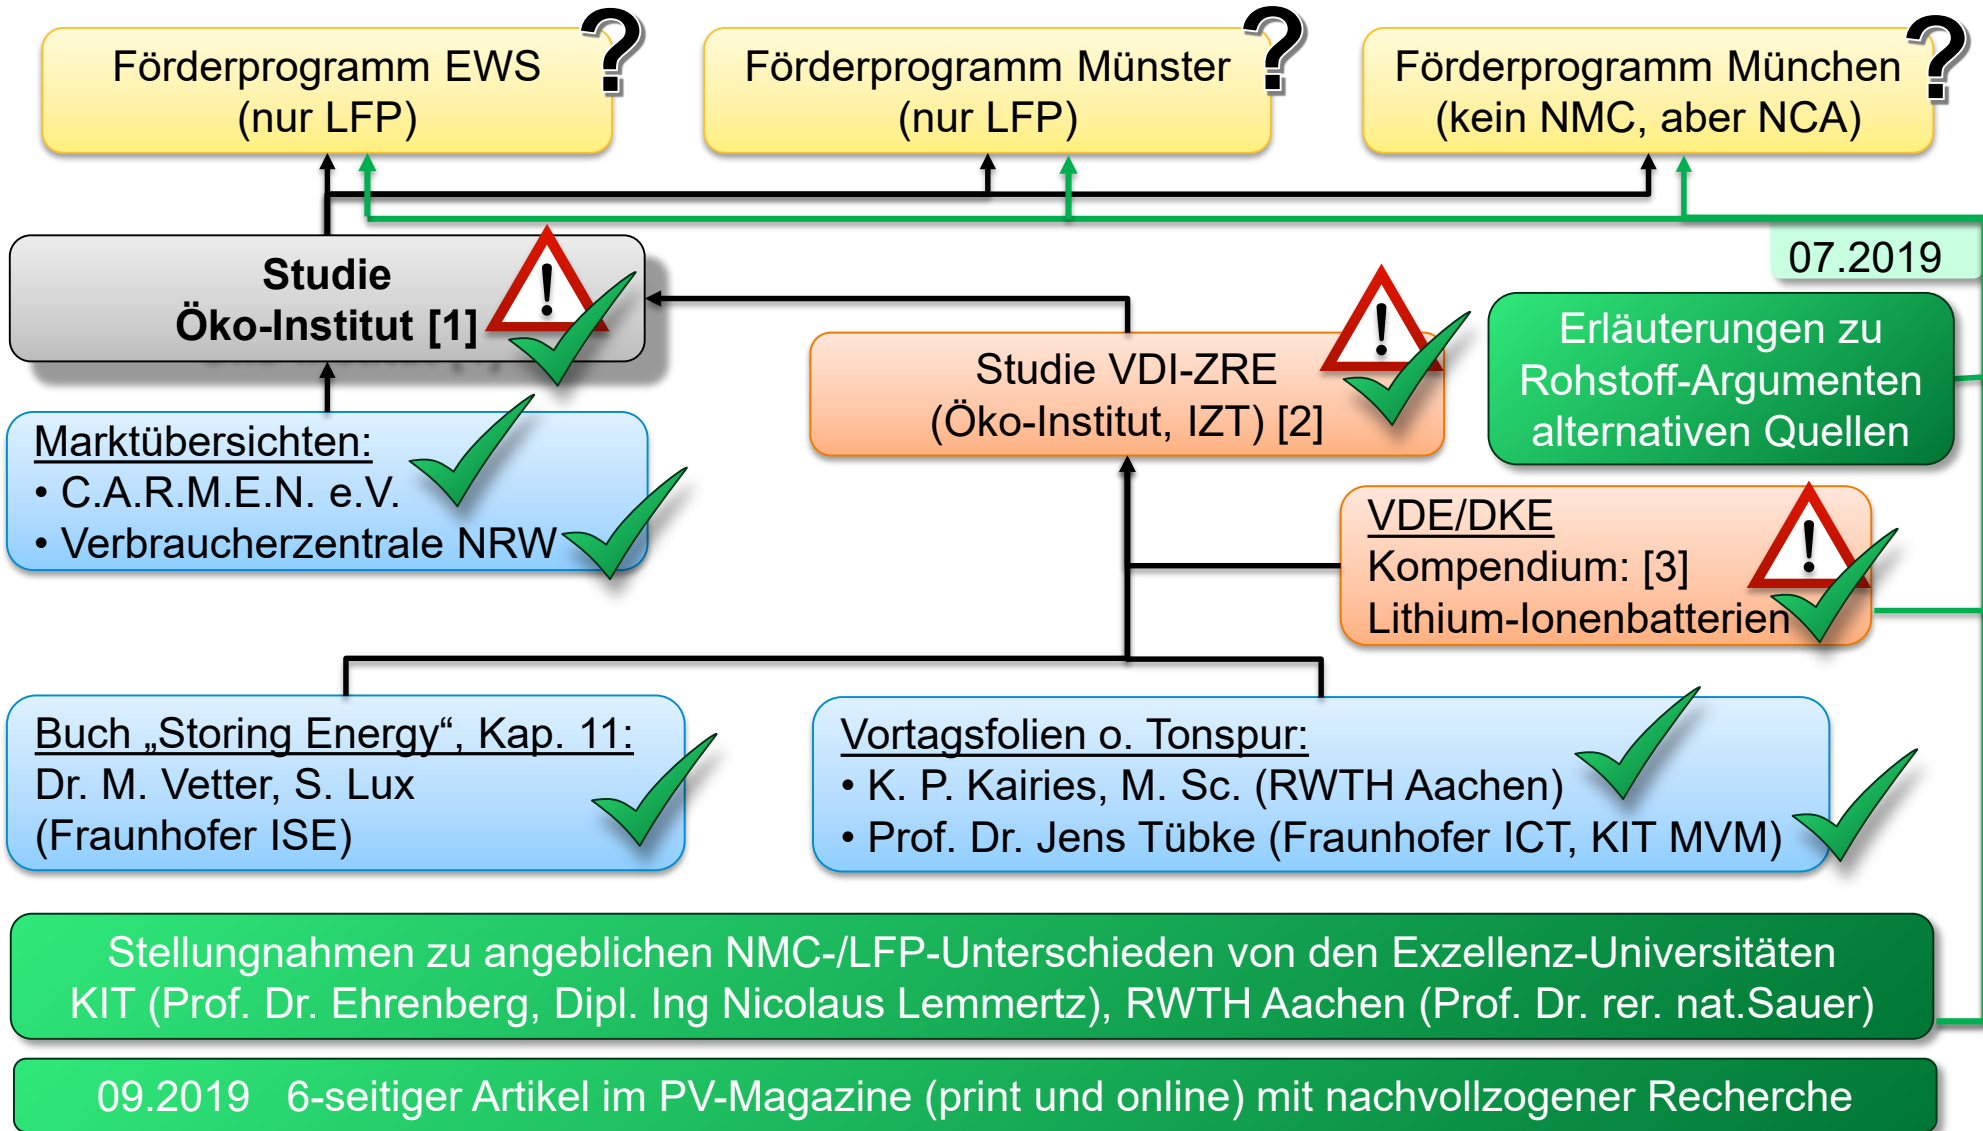 Förderprogramm EWS
(nur LFP)
?
Förderprogramm Münster
(nur LFP)
?
Förderprogramm München
(kein NMC, aber NCA)
?
Studie
Öko-Institut [1]
!
07.2019
Erläuterungen zu
Rohstoff-Argumenten
alternativen Quellen
Studie VDI-ZRE
(Öko-Institut, IZT) [2]
!
Marktübersichten:
• C.A.R.M.E.N. e.V.
• Verbraucherzentrale NRW
VDE/DKE
Kompendium: [3]
Lithium-Ionenbatterien
!
Buch „Storing Energy“, Kap. 11:
Dr. M. Vetter, S. Lux
(Fraunhofer ISE)
Vortagsfolien o. Tonspur:
• K. P. Kairies, M. Sc. (RWTH Aachen)
• Prof. Dr. Jens Tübke (Fraunhofer ICT, KIT MVM)
Stellungnahmen zu angeblichen NMC-/LFP-Unterschieden von den Exzellenz-Universitäten
KIT (Prof. Dr. Ehrenberg, Dipl. Ing Nicolaus Lemmertz), RWTH Aachen (Prof. Dr. rer. nat.Sauer)
09.2019 6-seitiger Artikel im PV-Magazine (print und online) mit nachvollzogener Recherche